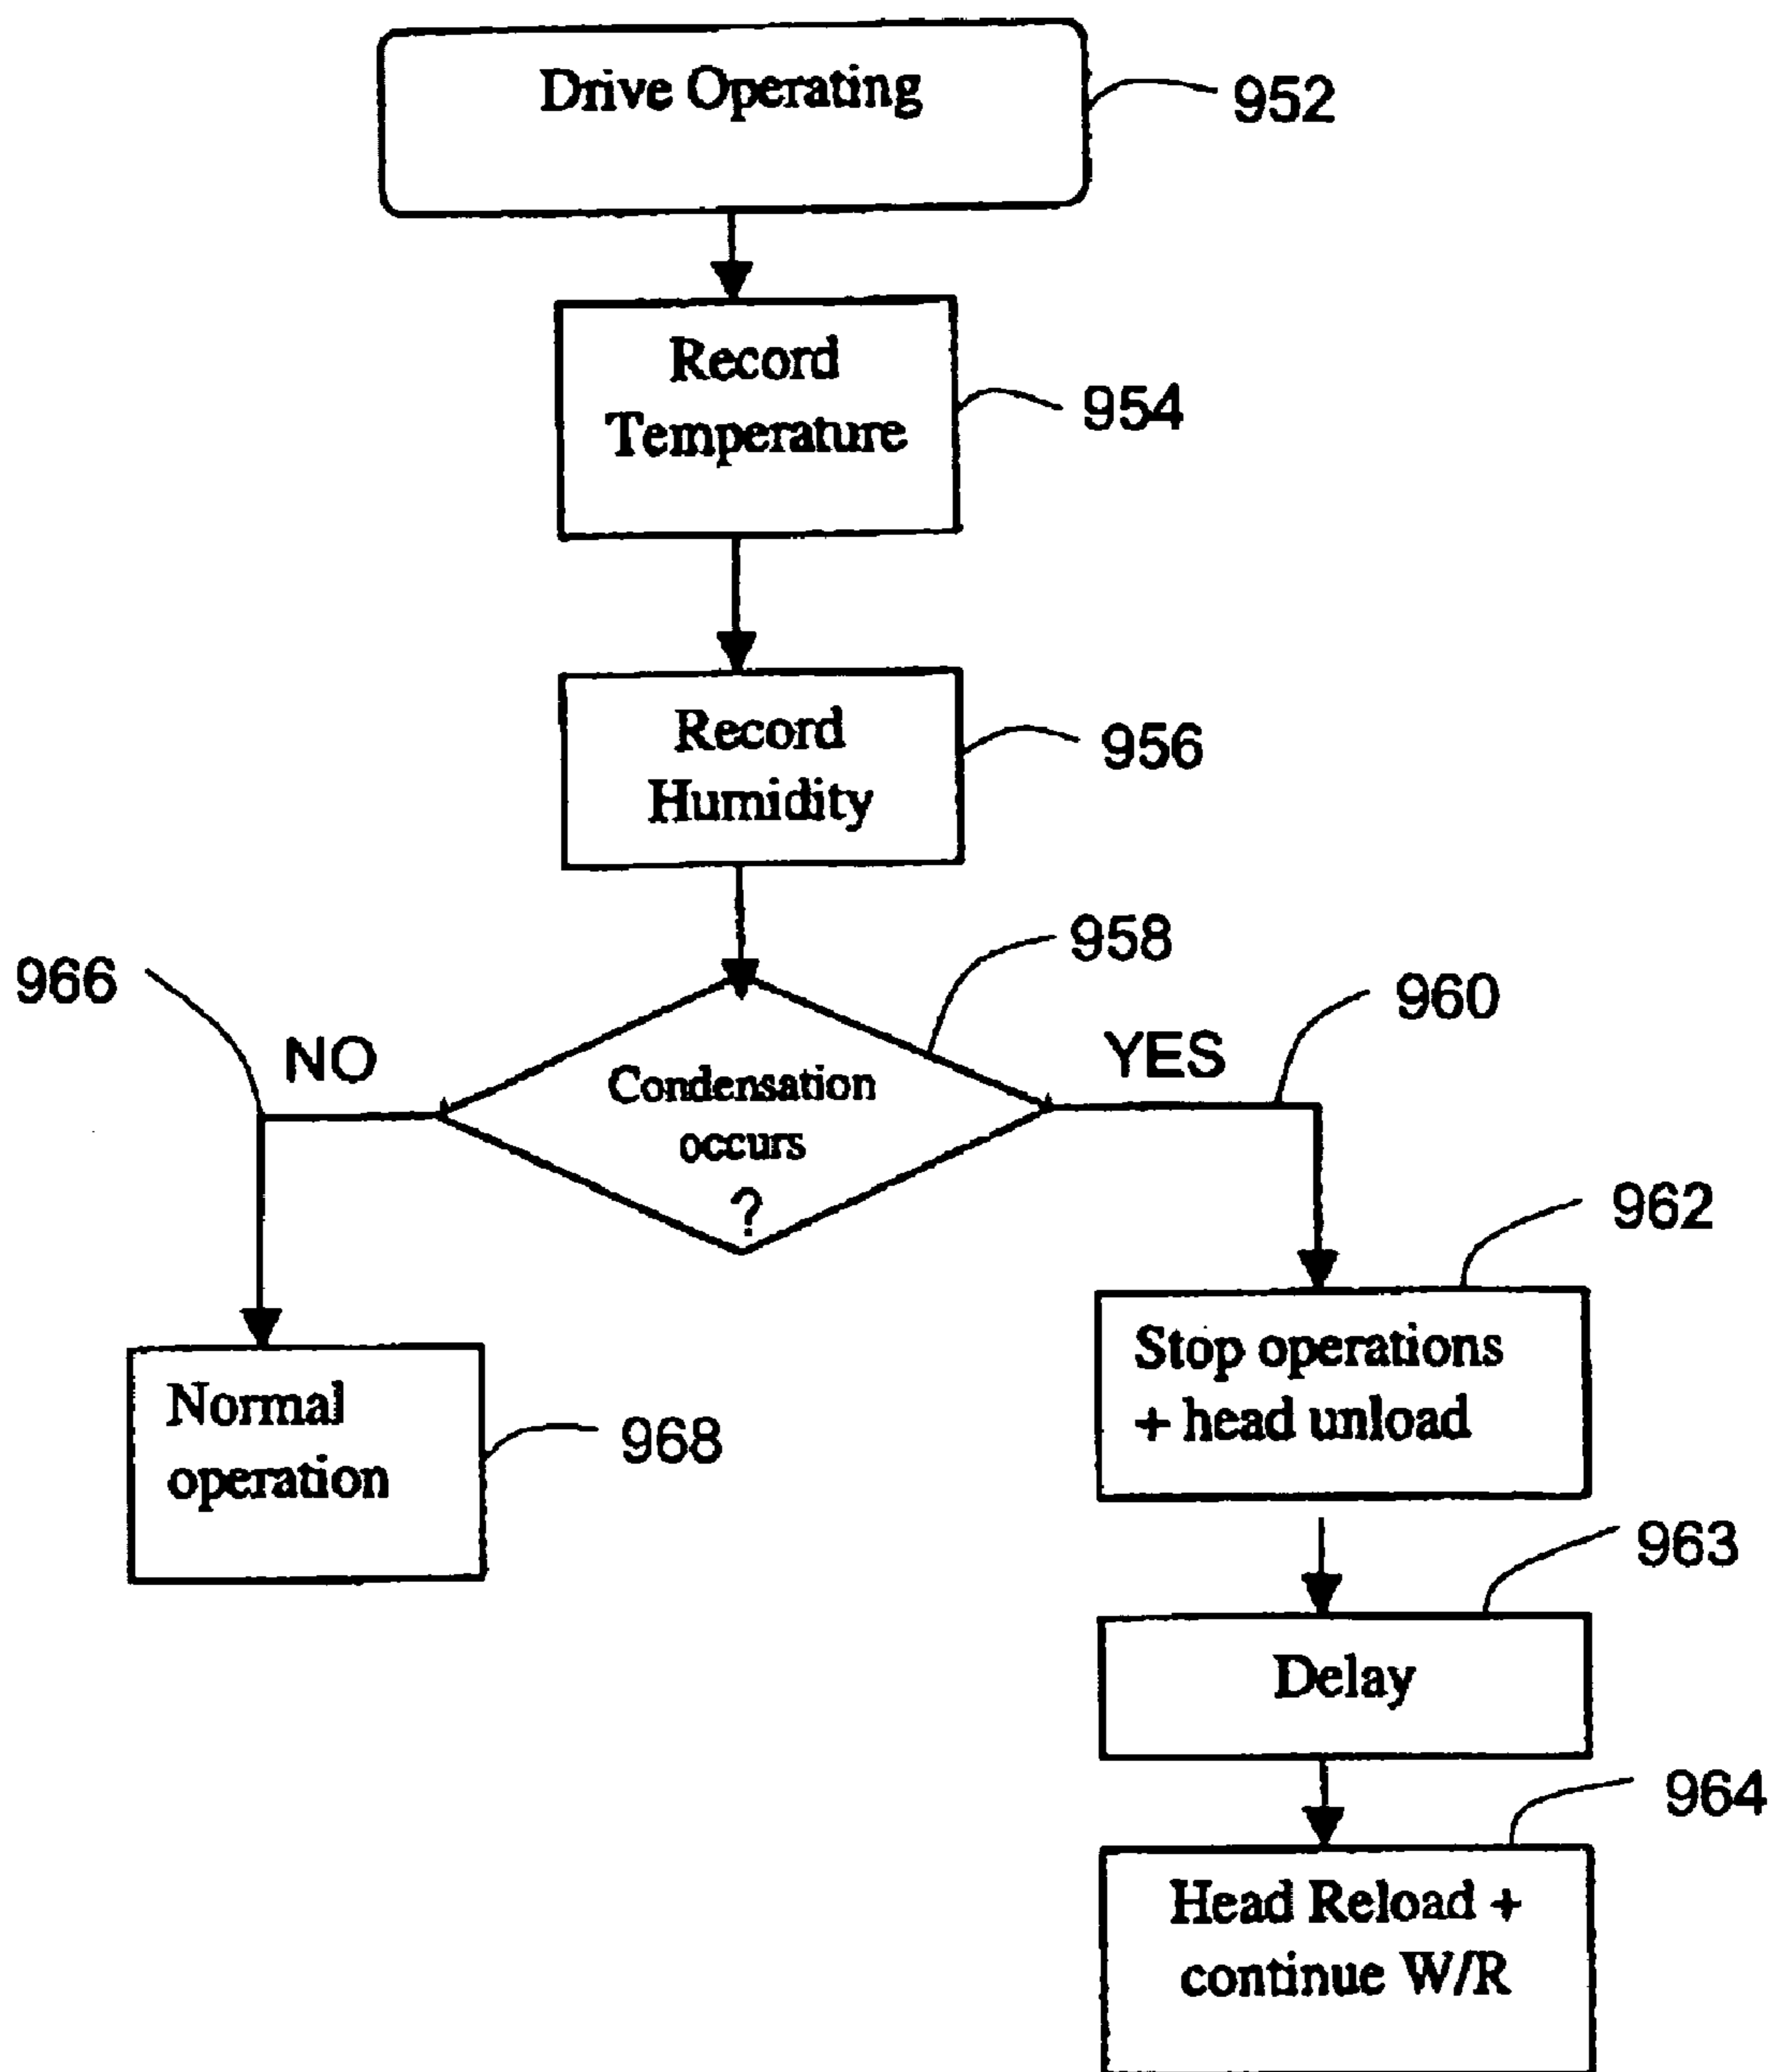 Drive Operating
952
Record
Temperature
954
Record
Humidity
956
958
966
960
NO
YES
Condensation
occurs
?
962
Stop operations
+ head unload
Normal
operation
968
963
Delay
964
Head Reload +
continue W/R